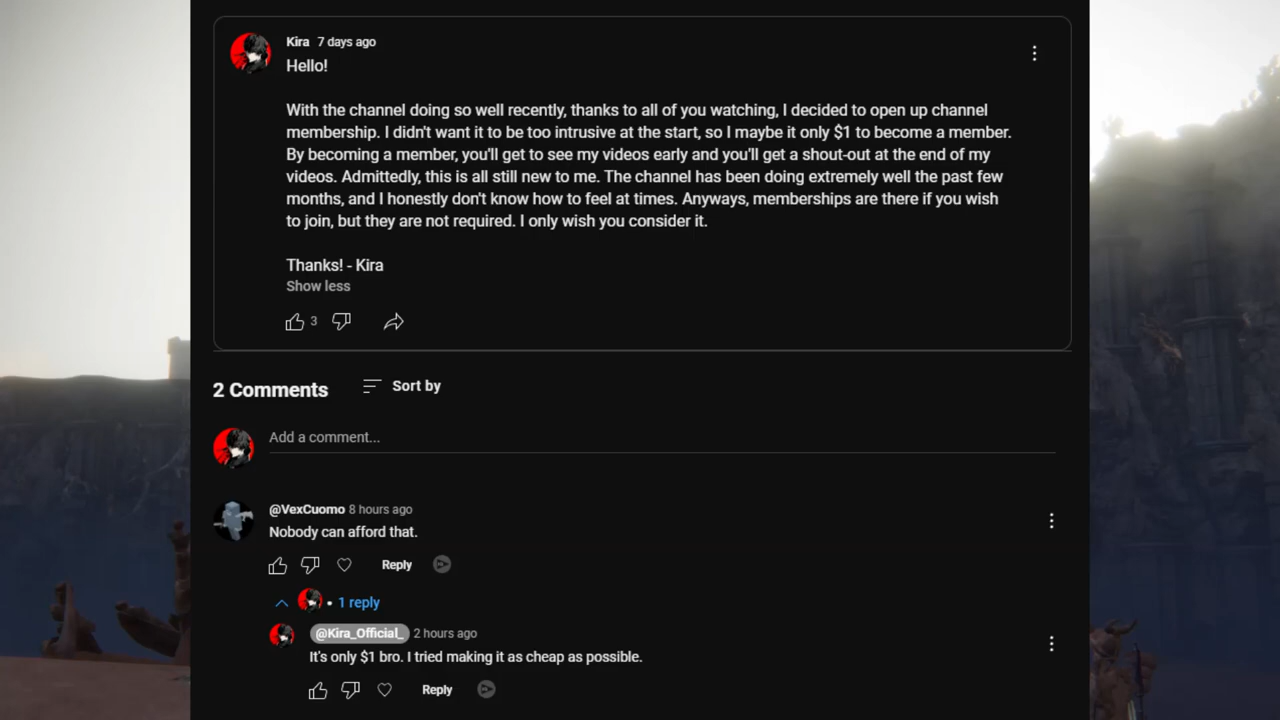 Kira 7 days ago
Hello!
With the channel doing so well recently, thanks to all of you watching, I decided to open up channel
membership. I didn't want it to be too intrusive at the start, so I maybe it only $1 to become a member.
By becoming a member, you'll get to see my videos early and you'll get a shout-out at the end of my
videos. Admittedly, this is all still new to me. The channel has been doing extremely well the past few
months, and I honestly don't know how to feel at times. Anyways, memberships are there if you wish
to join, but they are not required. I only wish you consider it.
Thanks! - Kira
Show less
3
2 Comments Sort by
Add a comment...
@VexCuomo 8 hours ago
Nobody can afford that.
Reply
• 1 reply
@Kira_Official_ 2 hours ago
It's only $1 bro. I tried making it as cheap as possible.
Reply